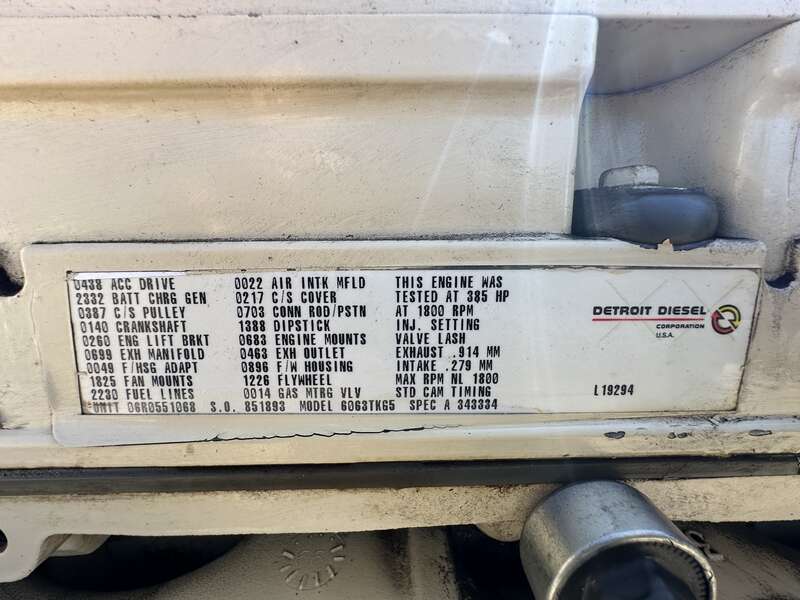 0438 ACC DRIVE 0022 AIR INTK MFLD THIS ENGINE WAS
2332 BATT CHRG GEN 0217 C/S COVER TESTED AT 385 HP
0387 C/S PULLEY 0703 CONN ROD/PSTN AT 1800 RPM
0140 CRANKSHAFT 1388 DIPSTICK INJ. SETTING
0260 ENG LIFT BRKT 0683 ENGINE MOUNTS VALVE LASH
0699 EXH MANIFOLD 0463 EXH OUTLET EXHAUST .914 MM
0049 F/HSG ADAPT 0896 F/W HOUSING INTAKE .279 MM
1825 FAN MOUNTS 1226 FLYWHEEL MAX RPM NL 1800
2230 FUEL LINES 0014 GAS MTRG VLV STD CAM TIMING
UNIT 06R0551068 S.O. 851893 MODEL 6063TKG5 SPEC A 343334
DETROIT DIESEL
CORPORATION
U.S.A.
L19294